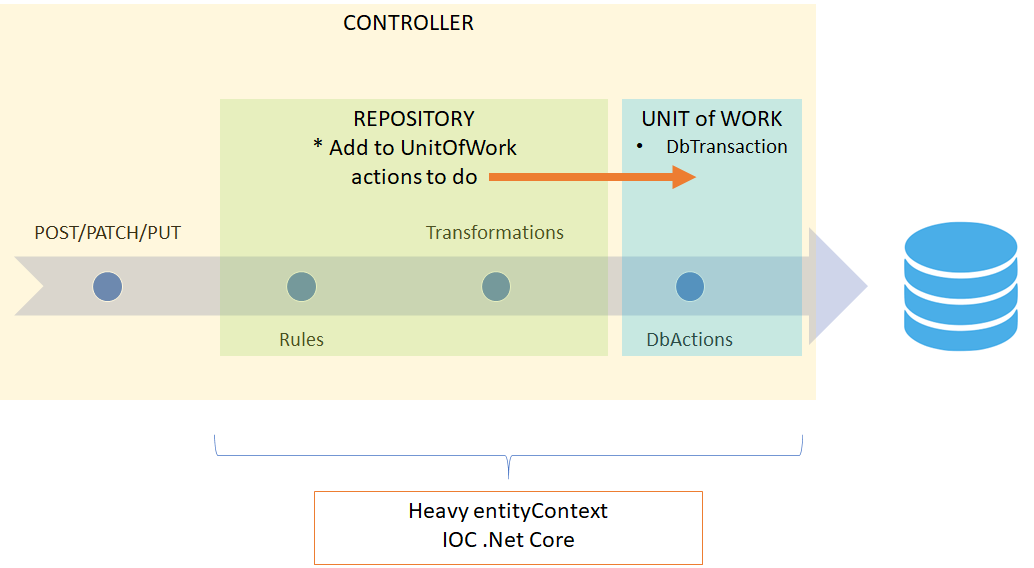 CONTROLLER
REPOSITORY
* Add to UnitOfWork
actions to do
UNIT of WORK
• DbTransaction
POST/PATCH/PUT
Transformations
Rules
DbActions
Heavy entityContext
IOC .Net Core